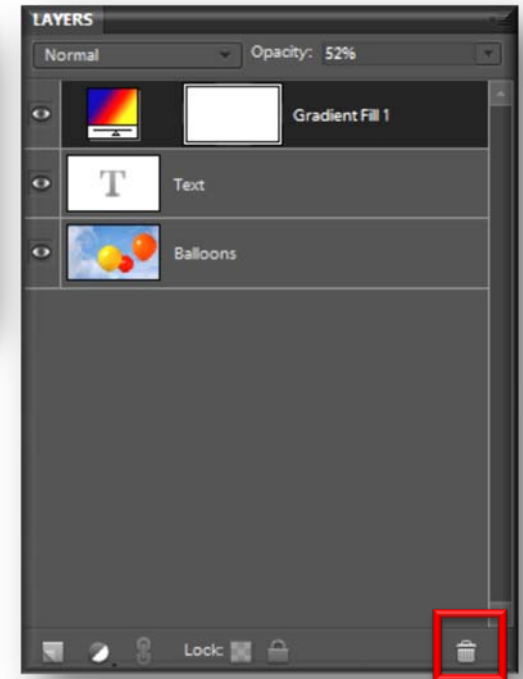 LAYERS
Normal Opacity: 52%
Gradient Fill 1
T Text
Balloons
Lock: